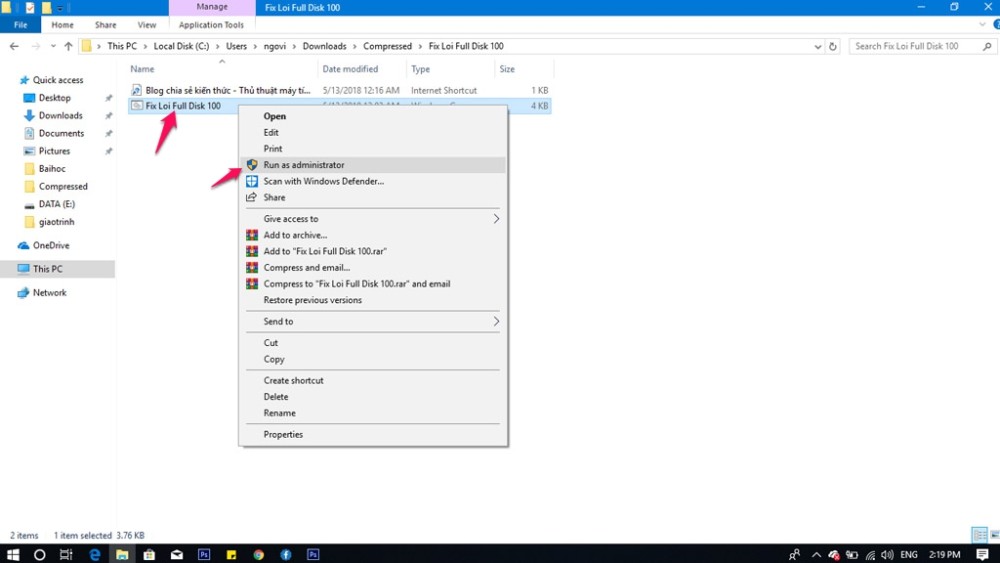 Manage
Fix Loi Full Disk 100
File
Home
Share
View
Application Tools
This PC
Local Disk (C:)
Users
ngovi
Downloads
Compressed
Fix Loi Full Disk 100
Search Fix Loi Full Disk 100
Name
Date modified
Type
Size
Quick access
Desktop
Downloads
Documents
Pictures
Baihoc
Compressed
DATA (E:)
giaotrinh
OneDrive
This PC
Network
Blog chia sẻ kiến thức - Thủ thuật máy tí... 5/13/2018 12:16 AM Internet Shortcut 1 KB
Fix Loi Full Disk 100 4 KB
Open
Edit
Print
Run as administrator
Scan with Windows Defender...
Share
Give access to
Add to archive...
Add to "Fix Loi Full Disk 100.rar"
Compress and email...
Compress to "Fix Loi Full Disk 100.rar" and email
Restore previous versions
Send to
Cut
Copy
Create shortcut
Delete
Rename
Properties
2 items 1 item selected 3.76 KB
ENG
2:19 PM